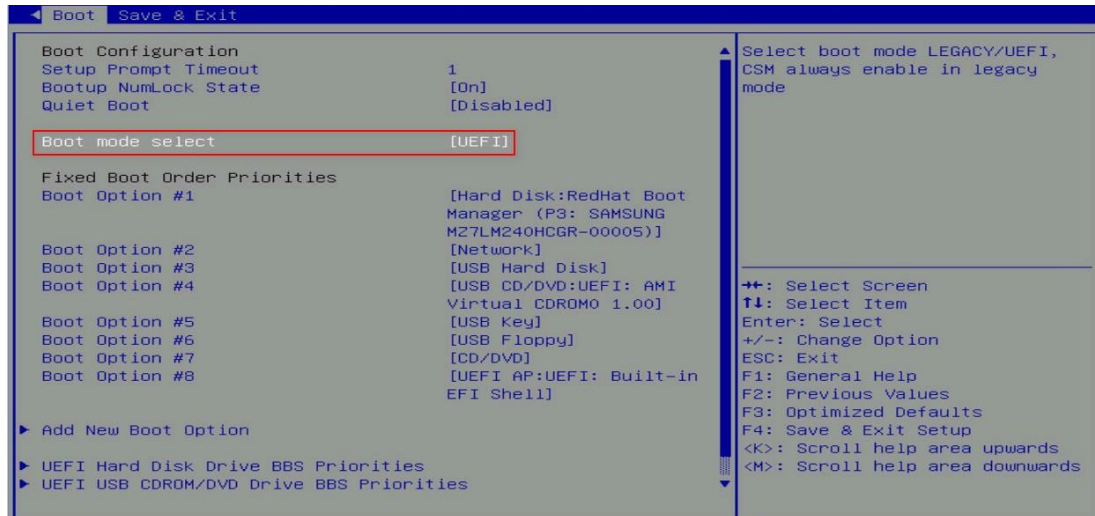 Boot Save & Exit
Boot Configuration
Setup Prompt Timeout 1
Bootup NumLock State [On]
Quiet Boot [Disabled]
Boot mode select [UEFI]
Fixed Boot Order Priorities
Boot Option #1 [Hard Disk:RedHat Boot
Manager (P3: SAMSUNG
MZ7LM240HCGR-00005)]
Boot Option #2 [Network]
Boot Option #3 [USB Hard Disk]
Boot Option #4 [USB CD/DVD:UEFI: AMI
Virtual CDROM0 1.00]
Boot Option #5 [USB Key]
Boot Option #6 [USB Floppy]
Boot Option #7 [CD/DVD]
Boot Option #8 [UEFI AP:UEFI: Built-in
EFI Shell]
Add New Boot Option
UEFI Hard Disk Drive BBS Priorities
UEFI USB CDROM/DVD Drive BBS Priorities
Select boot mode LEGACY/UEFI,
CSM always enable in legacy
mode
→←: Select Screen
↑↓: Select Item
Enter: Select
+/-: Change Option
ESC: Exit
F1: General Help
F2: Previous Values
F3: Optimized Defaults
F4: Save & Exit Setup
<K>: Scroll help area upwards
<M>: Scroll help area downwards